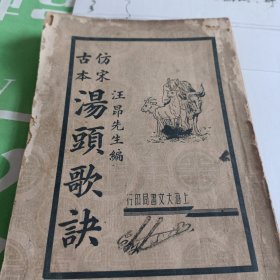 仿宋
古本
湯頭歌訣
汪昂先生編
上海大文書局印行